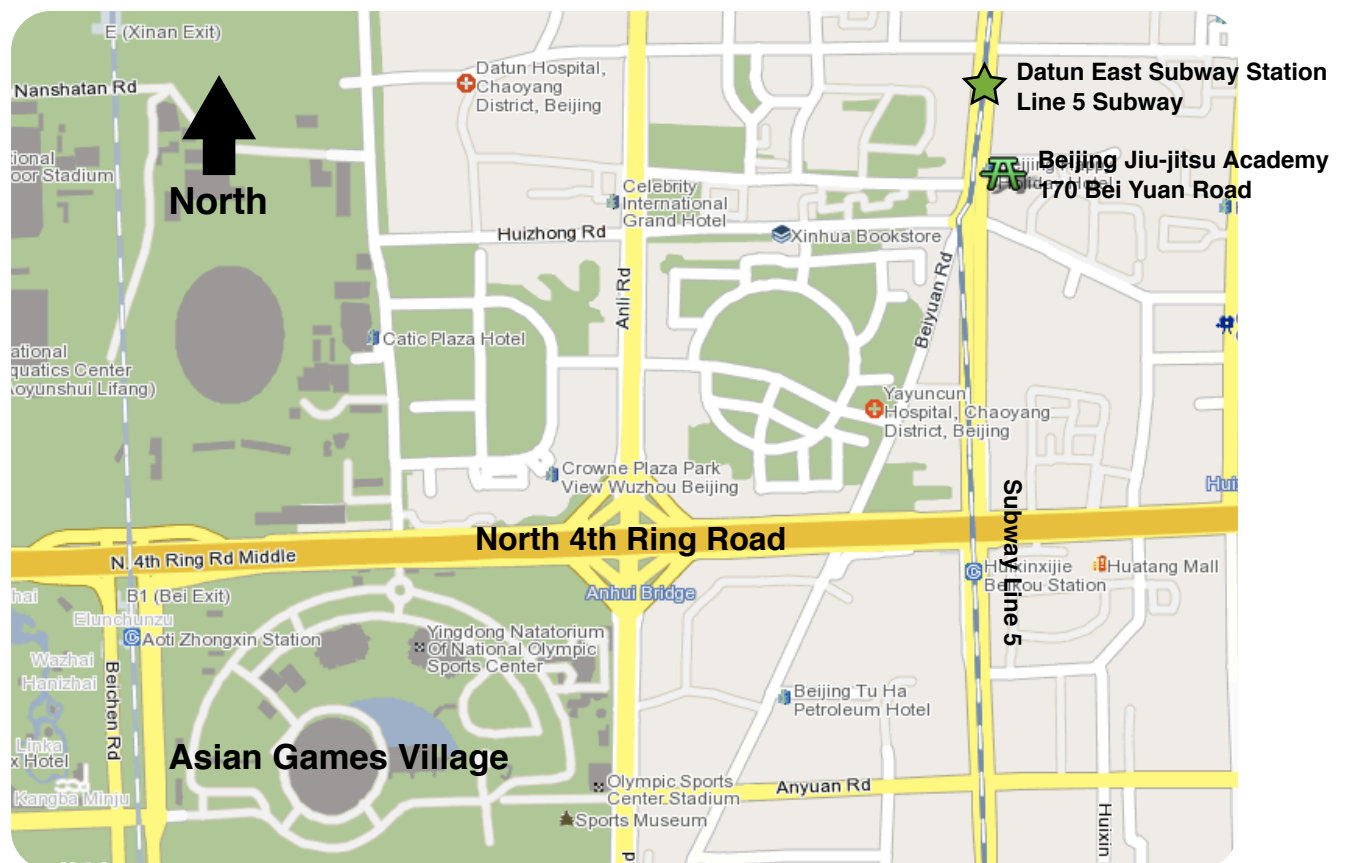 E (Xinan Exit)
Nanshatan Rd
Datun Hospital,
Chaoyang
District, Beijing
Datun East Subway Station
Line 5 Subway
ional
oor Stadium
North
Celebrity
International
Grand Hotel
Beijing Jiu-jitsu Academy
170 Bei Yuan Road
Huizhong Rd
Xinhua Bookstore
Anli Rd
Beiyuan Rd
Catic Plaza Hotel
ational
quatics Center
oyunshui Lifang)
Yayuncun
Hospital, Chaoyang
District, Beijing
Crowne Plaza Park
View Wuzhou Beijing
Hui
Subway Line 5
North 4th Ring Road
N. 4th Ring Rd Middle
Huixinxijie
Beikou Station
Huatang Mall
hai
B1 (Bei Exit)
Anhui Bridge
Elunchunzu
Aoti Zhongxin Station
Yingdong Natatorium
Of National Olympic
Sports Center
Wazhai
Hanizhai
Beichen Rd
Beijing Tu Ha
Petroleum Hotel
Linka
x Hotel
Asian Games Village
Kangba Minju
Olympic Sports
Center Stadium
Anyuan Rd
Sports Museum
Huixin